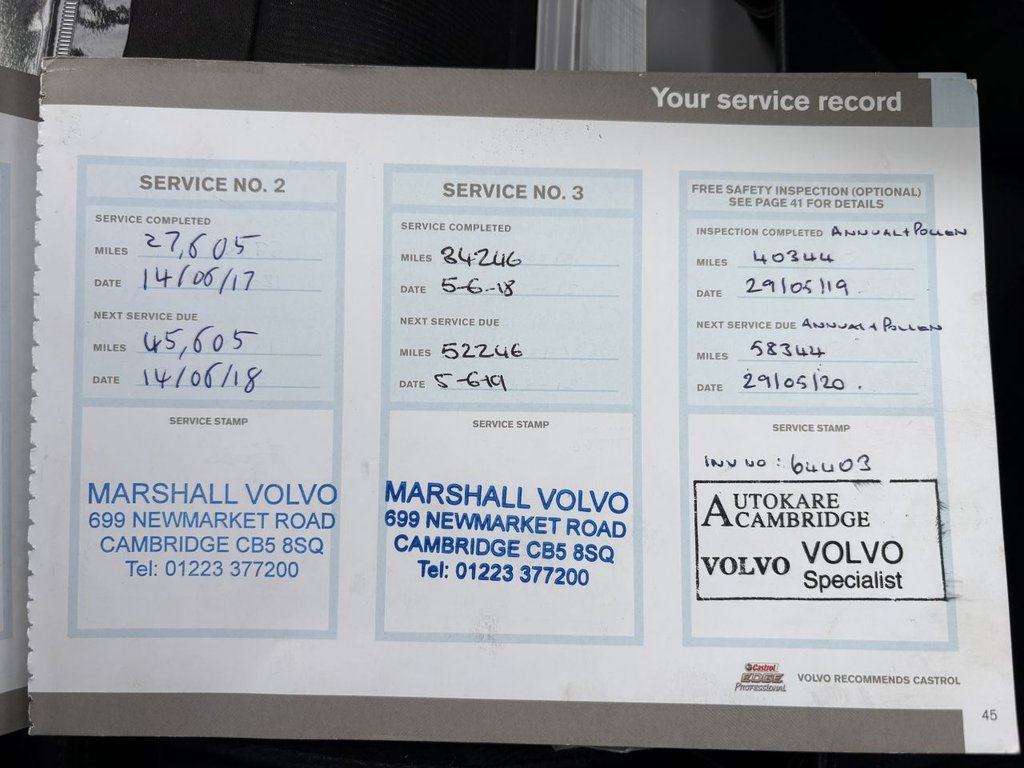 Your service record
SERVICE NO. 2
SERVICE COMPLETED
MILES 27,605
DATE 14/06/17
NEXT SERVICE DUE
MILES 45,605
DATE 14/06/18
SERVICE STAMP
MARSHALL VOLVO
699 NEWMARKET ROAD
CAMBRIDGE CB5 8SQ
Tel: 01223 377200
SERVICE NO. 3
SERVICE COMPLETED
MILES 34246
DATE 5-6-18
NEXT SERVICE DUE
MILES 52246
DATE 5-6-19
SERVICE STAMP
MARSHALL VOLVO
699 NEWMARKET ROAD
CAMBRIDGE CB5 8SQ
Tel: 01223 377200
FREE SAFETY INSPECTION (OPTIONAL)
SEE PAGE 41 FOR DETAILS
INSPECTION COMPLETED ANNUAL+POLLEN
MILES 40344
DATE 29/05/19
NEXT SERVICE DUE ANNUAL+POLLEN
MILES 58344
DATE 29/05/20.
SERVICE STAMP
INV NO: 64403
AUTOKARE
CAMBRIDGE
VOLVO VOLVO
Specialist
Castrol
EDGE
Professional
VOLVO RECOMMENDS CASTROL
45